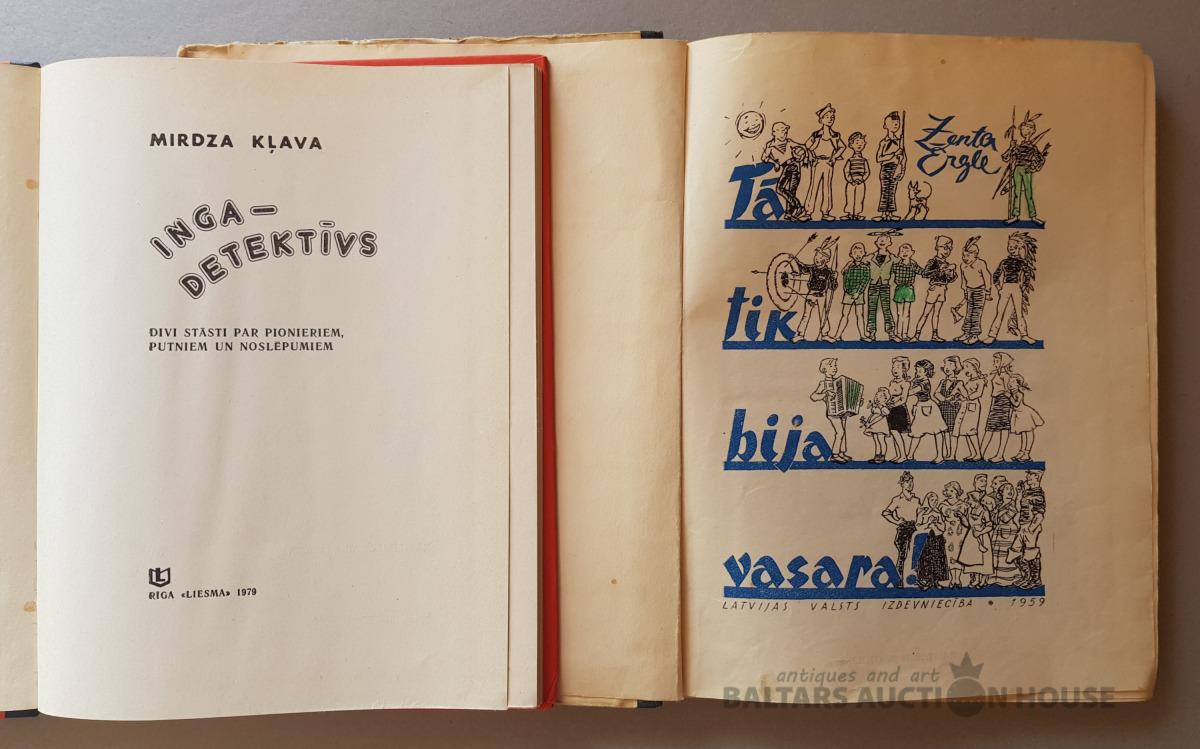 MIRDZA KĻAVA
INGA—
DETEKTĪVS
DIVI STĀSTI PAR PIONIERIEM,
PUTNIEM UN NOSLĒPUMIEM
RĪGA «LIESMA» 1979
Zenta
Ērgle
Tā
tik
bija
vasara!
LATVIJAS VALSTS IZDEVNIECĪBA • 1959
antiques and art
BALTARS AUCTION HOUSE